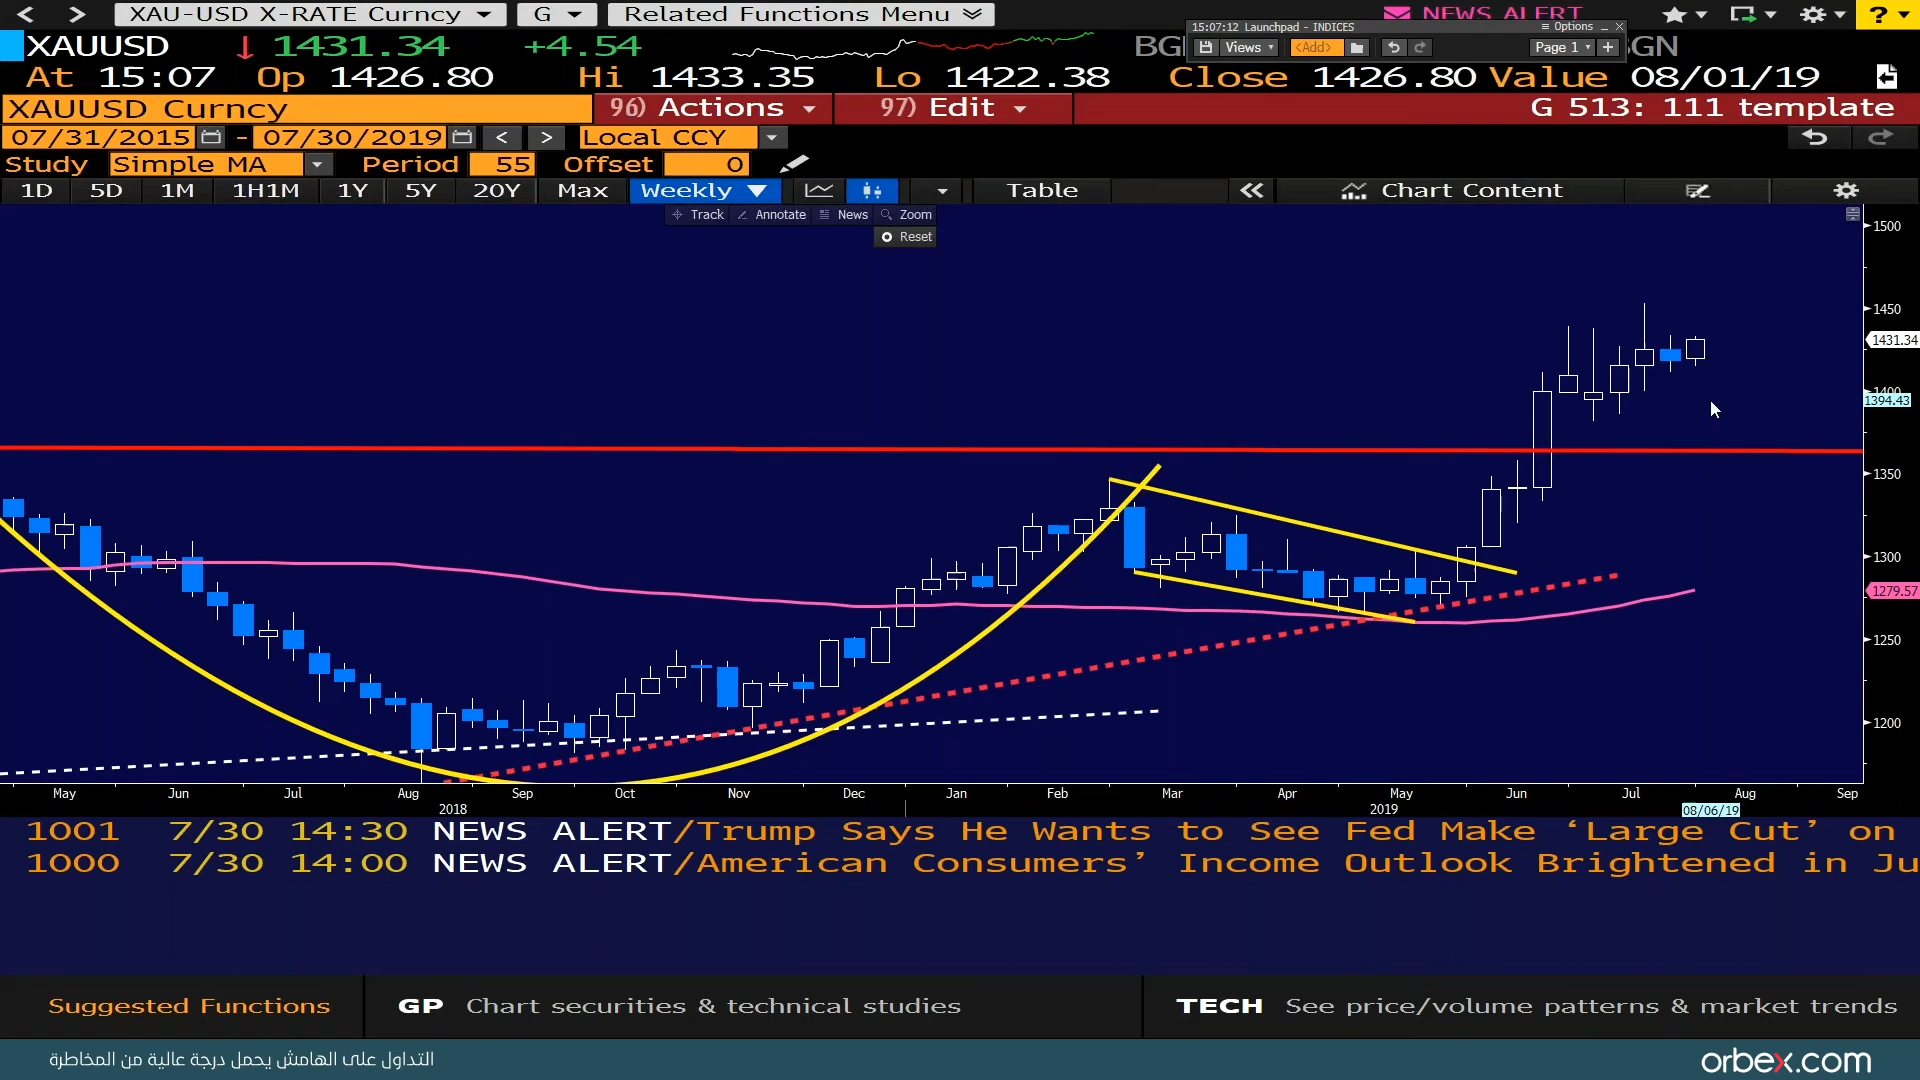 XAU-USD X-RATE Curncy G Related Functions Menu NEWS ALERT ?
15:07:12 Launchpad - INDICES Options
Views <Add> Page 1 +
XAUUSD 1431.34 +4.54 BG GN
At 15:07 Op 1426.80 Hi 1433.35 Lo 1422.38 Close 1426.80 Value 08/01/19
XAUUSD Curncy 96) Actions 97) Edit G 513: 111 template
07/31/2015 - 07/30/2019 < > Local CCY
Study Simple MA Period 55 Offset 0
1D 5D 1M 1H1M 1Y 5Y 20Y Max Weekly Table « Chart Content
Track Annotate News Zoom
Reset
1500
1450
1431.34
1400
1394.43
1350
1300
1279.57
1250
1200
May Jun Jul Aug Sep Oct Nov Dec Jan Feb Mar Apr May Jun Jul Aug Sep
2018 2019 08/06/19
1001 7/30 14:30 NEWS ALERT/Trump Says He Wants to See Fed Make ‘Large Cut’ on
1000 7/30 14:00 NEWS ALERT/American Consumers’ Income Outlook Brightened in Ju
Suggested Functions GP Chart securities & technical studies TECH See price/volume patterns & market trends
التداول على الهامش يحمل درجة عالية من المخاطرة
orbex.com